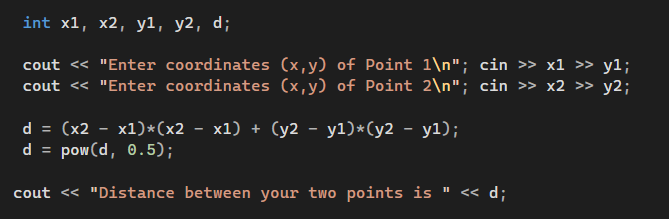 int x1, x2, y1, y2, d;
cout << "Enter coordinates (x,y) of Point 1\n"; cin >> x1 >> y1;
cout << "Enter coordinates (x,y) of Point 2\n"; cin >> x2 >> y2;
d = (x2 - x1)*(x2 - x1) + (y2 - y1)*(y2 - y1);
d = pow(d, 0.5);
cout << "Distance between your two points is " << d;